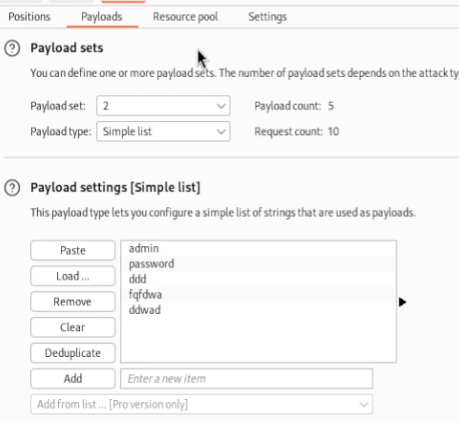 Positions Payloads Resource pool Settings
? Payload sets
You can define one or more payload sets. The number of payload sets depends on the attack ty
Payload set: 2 Payload count: 5
Payload type: Simple list Request count: 10
? Payload settings [Simple list]
This payload type lets you configure a simple list of strings that are used as payloads.
Paste admin
password
Load... ddd
Remove fqfdwa
ddwad
Clear
Deduplicate
Add Enter a new item
Add from list... [Pro version only]